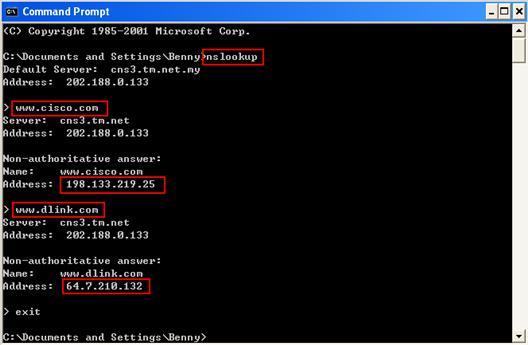 Command Prompt
(C) Copyright 1985-2001 Microsoft Corp.
C:\Documents and Settings\Benny>nslookup
Default Server:  cns3.tm.net.my
Address:  202.188.0.133
> www.cisco.com
Server:  cns3.tm.net
Address:  202.188.0.133
Non-authoritative answer:
Name:    www.cisco.com
Address:  198.133.219.25
> www.dlink.com
Server:  cns3.tm.net
Address:  202.188.0.133
Non-authoritative answer:
Name:    www.dlink.com
Address:  64.7.210.132
> exit
C:\Documents and Settings\Benny>